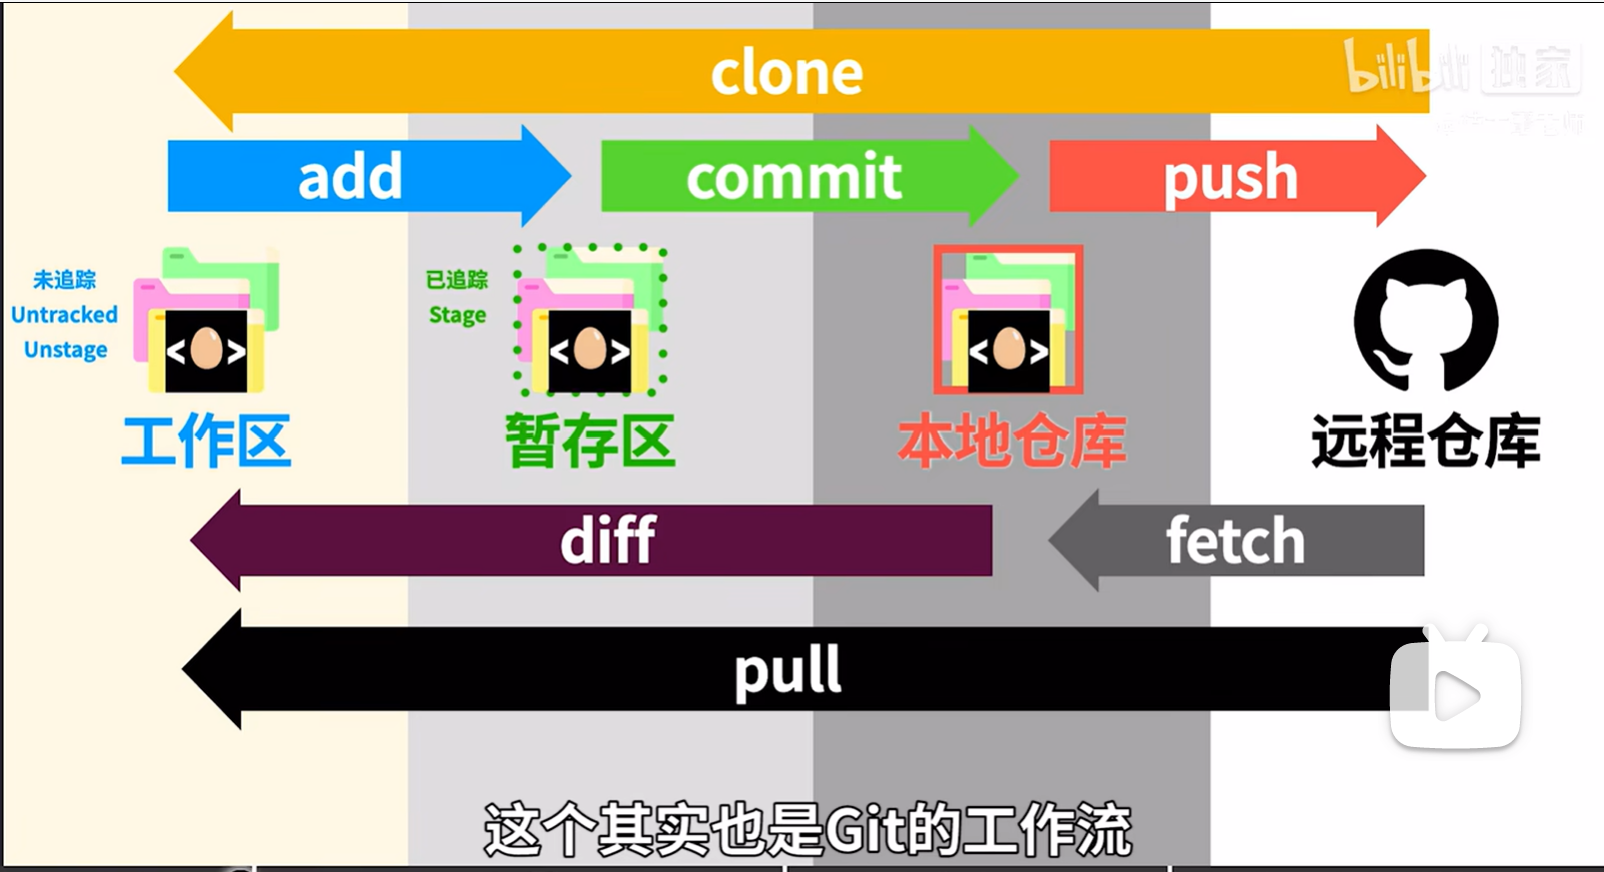 clone
bilibili 独家
add
commit
push
未追踪
Untracked
Unstage
已追踪
Stage
< >
< >
< >
工作区
暂存区
本地仓库
远程仓库
diff
fetch
pull
这个其实也是Git的工作流